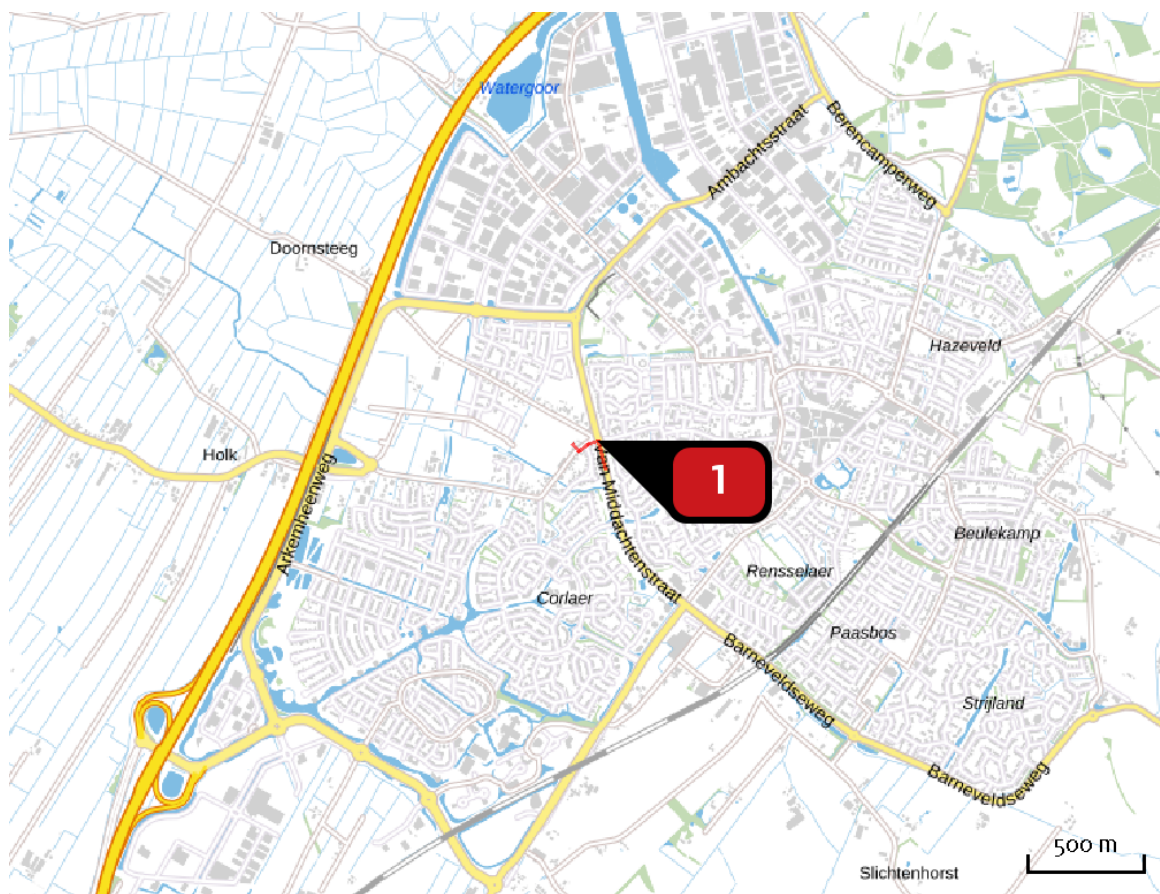 Watergoor
Ambachtsstraat
Berencamperweg
Doornsteeg
Hazeveld
Holk
1
Arkemheenweg
Van Middachtenstraat
Beulekamp
Rensselaer
Corlaer
Paasbos
Barneveldseweg
Strijland
Barneveldseweg
500 m
Slichtenhorst